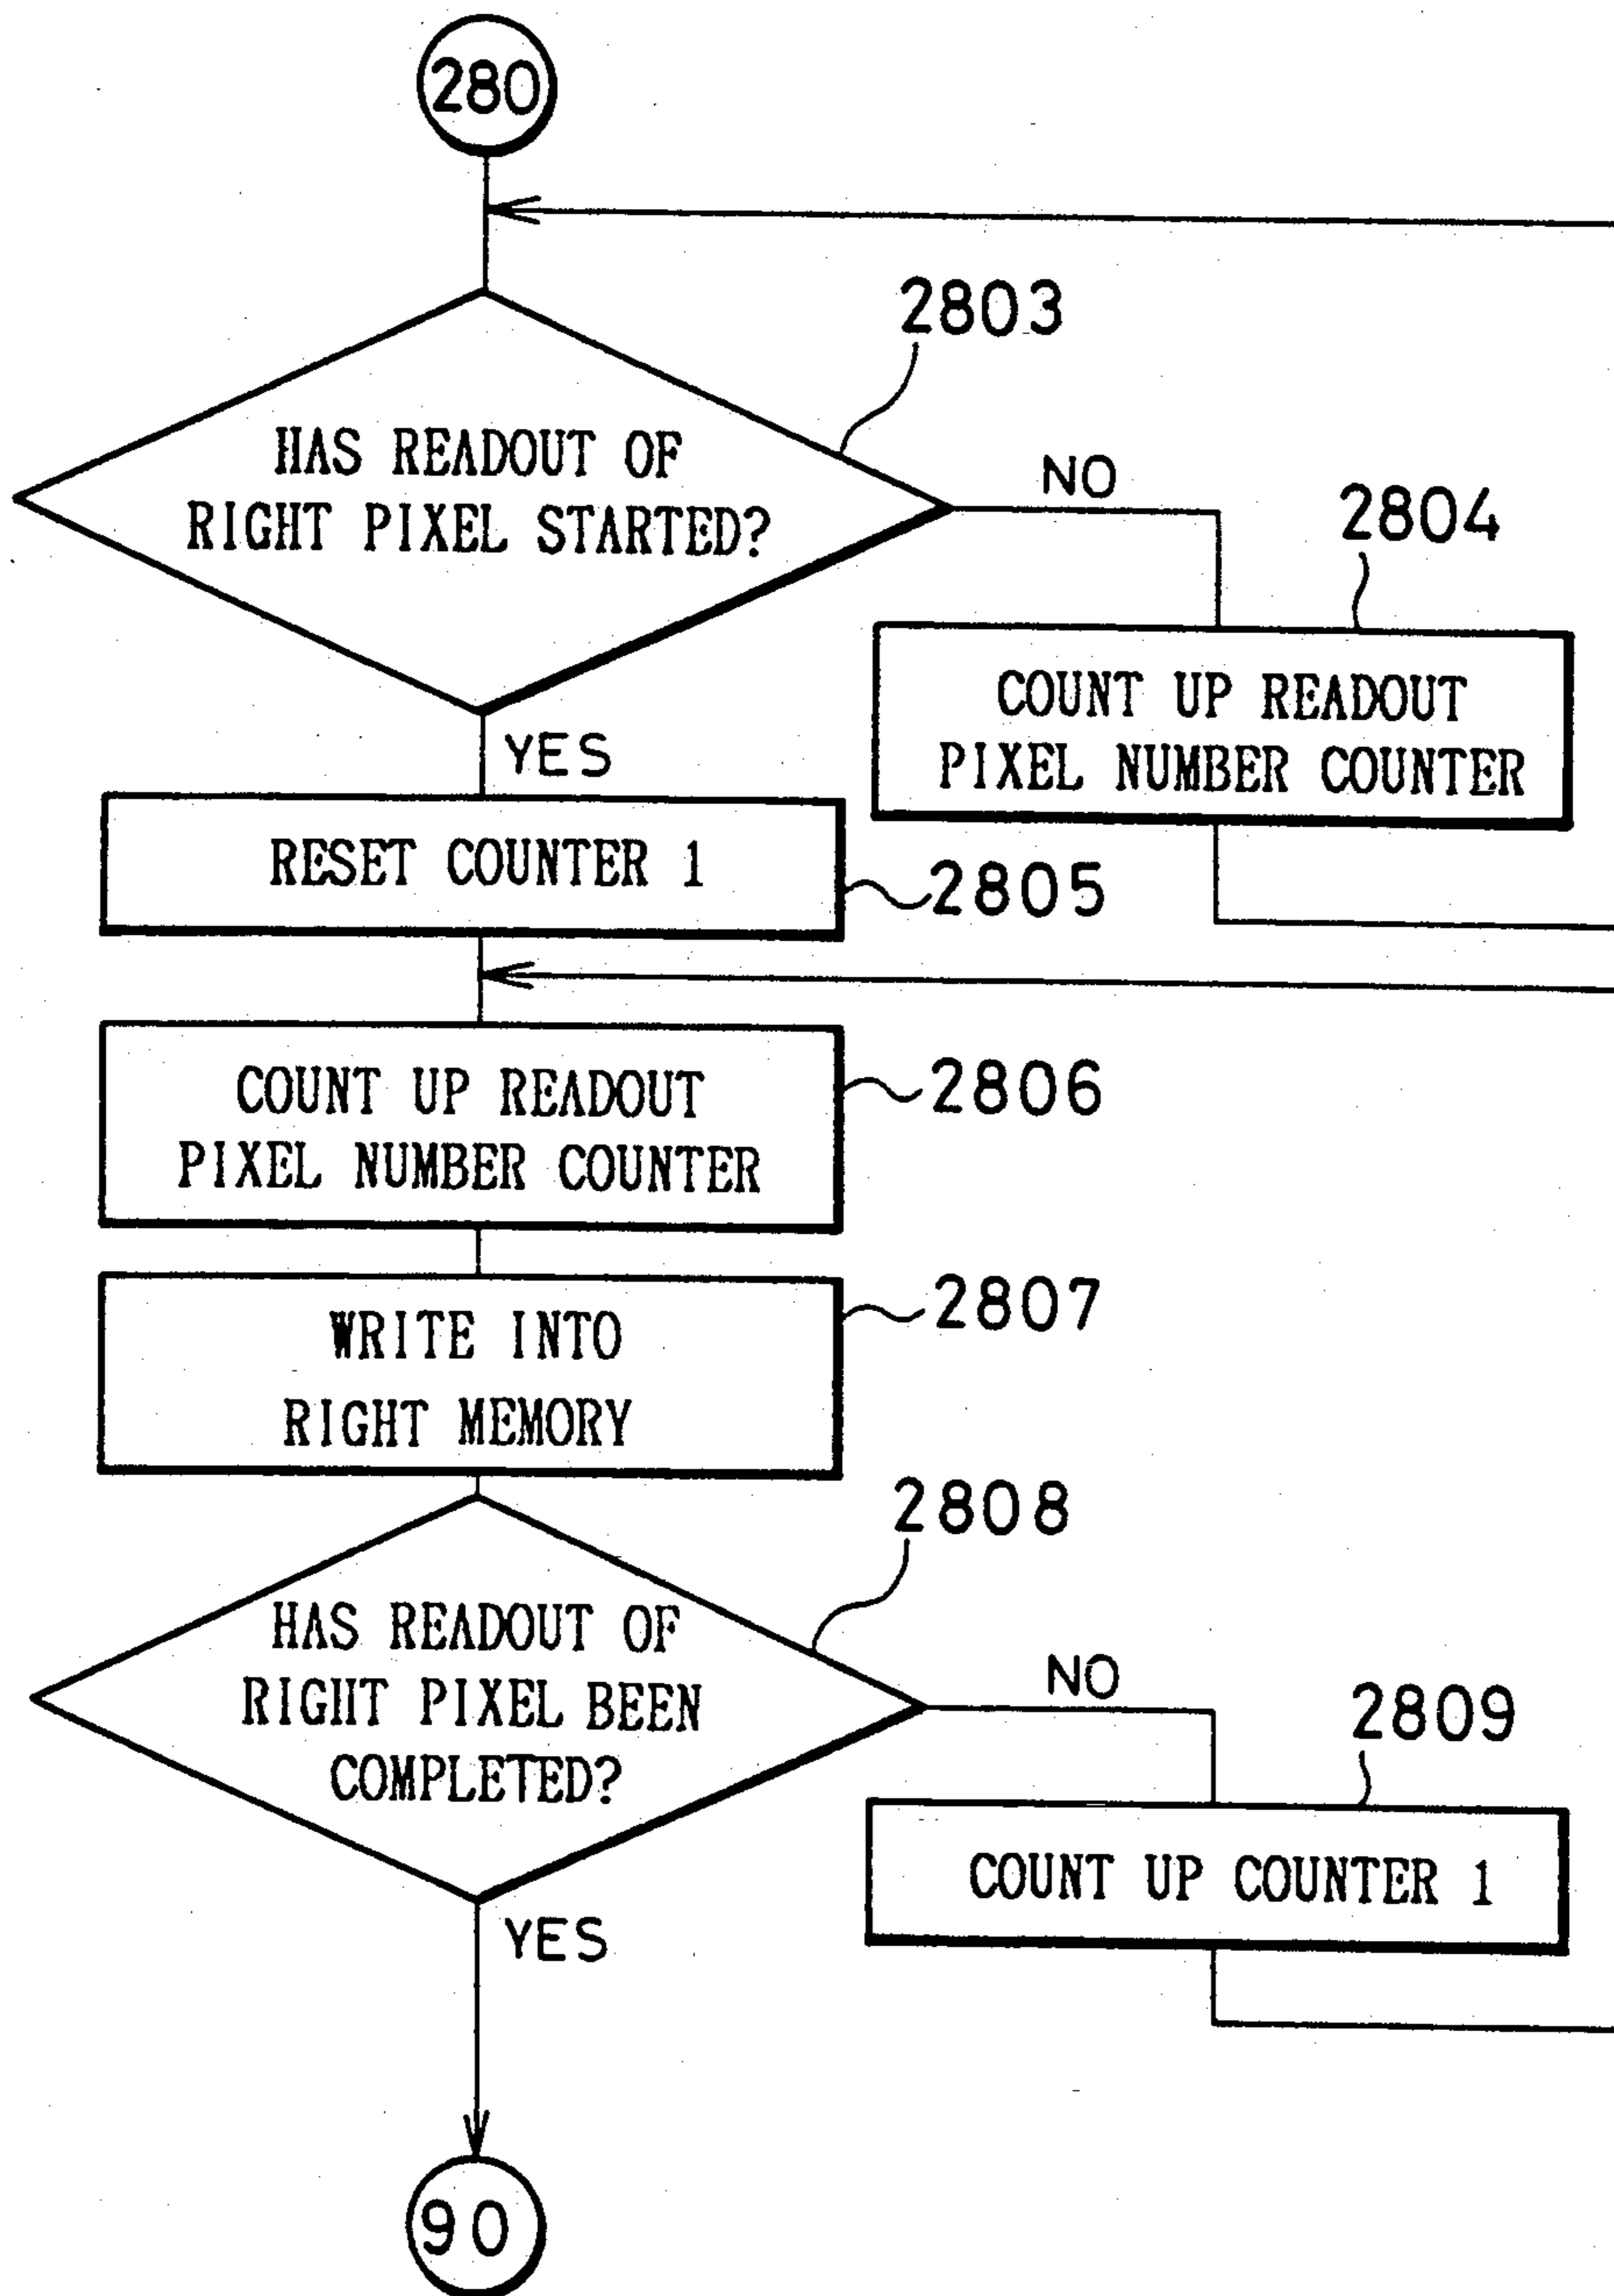 280
2803
HAS READOUT OF
RIGHT PIXEL STARTED?
NO
2804
COUNT UP READOUT
PIXEL NUMBER COUNTER
YES
RESET COUNTER 1
2805
COUNT UP READOUT
PIXEL NUMBER COUNTER
2806
WRITE INTO
RIGHT MEMORY
2807
2808
HAS READOUT OF
RIGHT PIXEL BEEN
COMPLETED?
NO
2809
COUNT UP COUNTER 1
YES
90